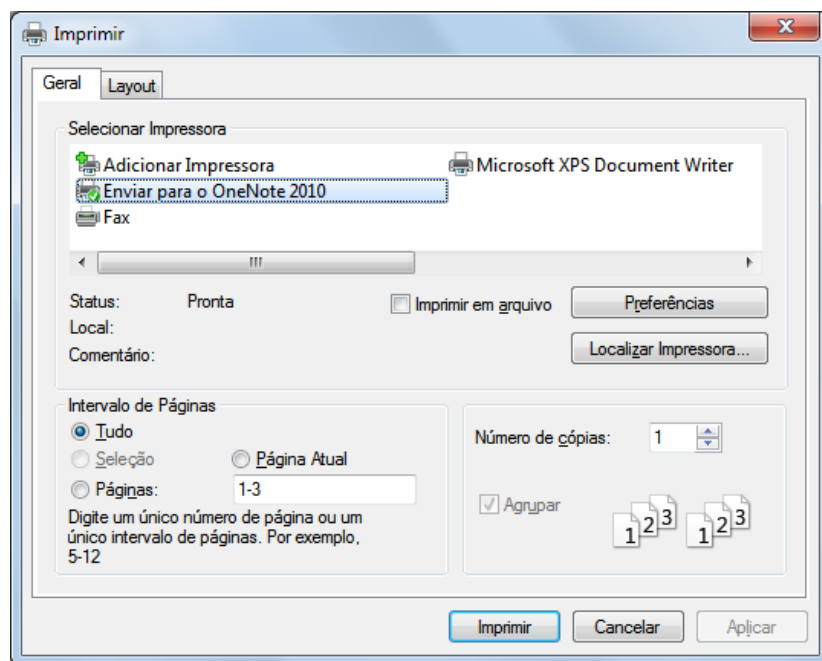 Imprimir
Geral Layout
Selecionar Impressora
Adicionar Impressora Microsoft XPS Document Writer
Enviar para o OneNote 2010
Fax
Status: Pronta Imprimir em arquivo Preferências
Local:
Comentário: Localizar Impressora...
Intervalo de Páginas
Tudo
Seleção Página Atual
Páginas: 1-3
Digite um único número de página ou um
único intervalo de páginas. Por exemplo,
5-12
Número de cópias: 1
Agrupar 1 2 3 1 2 3
Imprimir Cancelar Aplicar